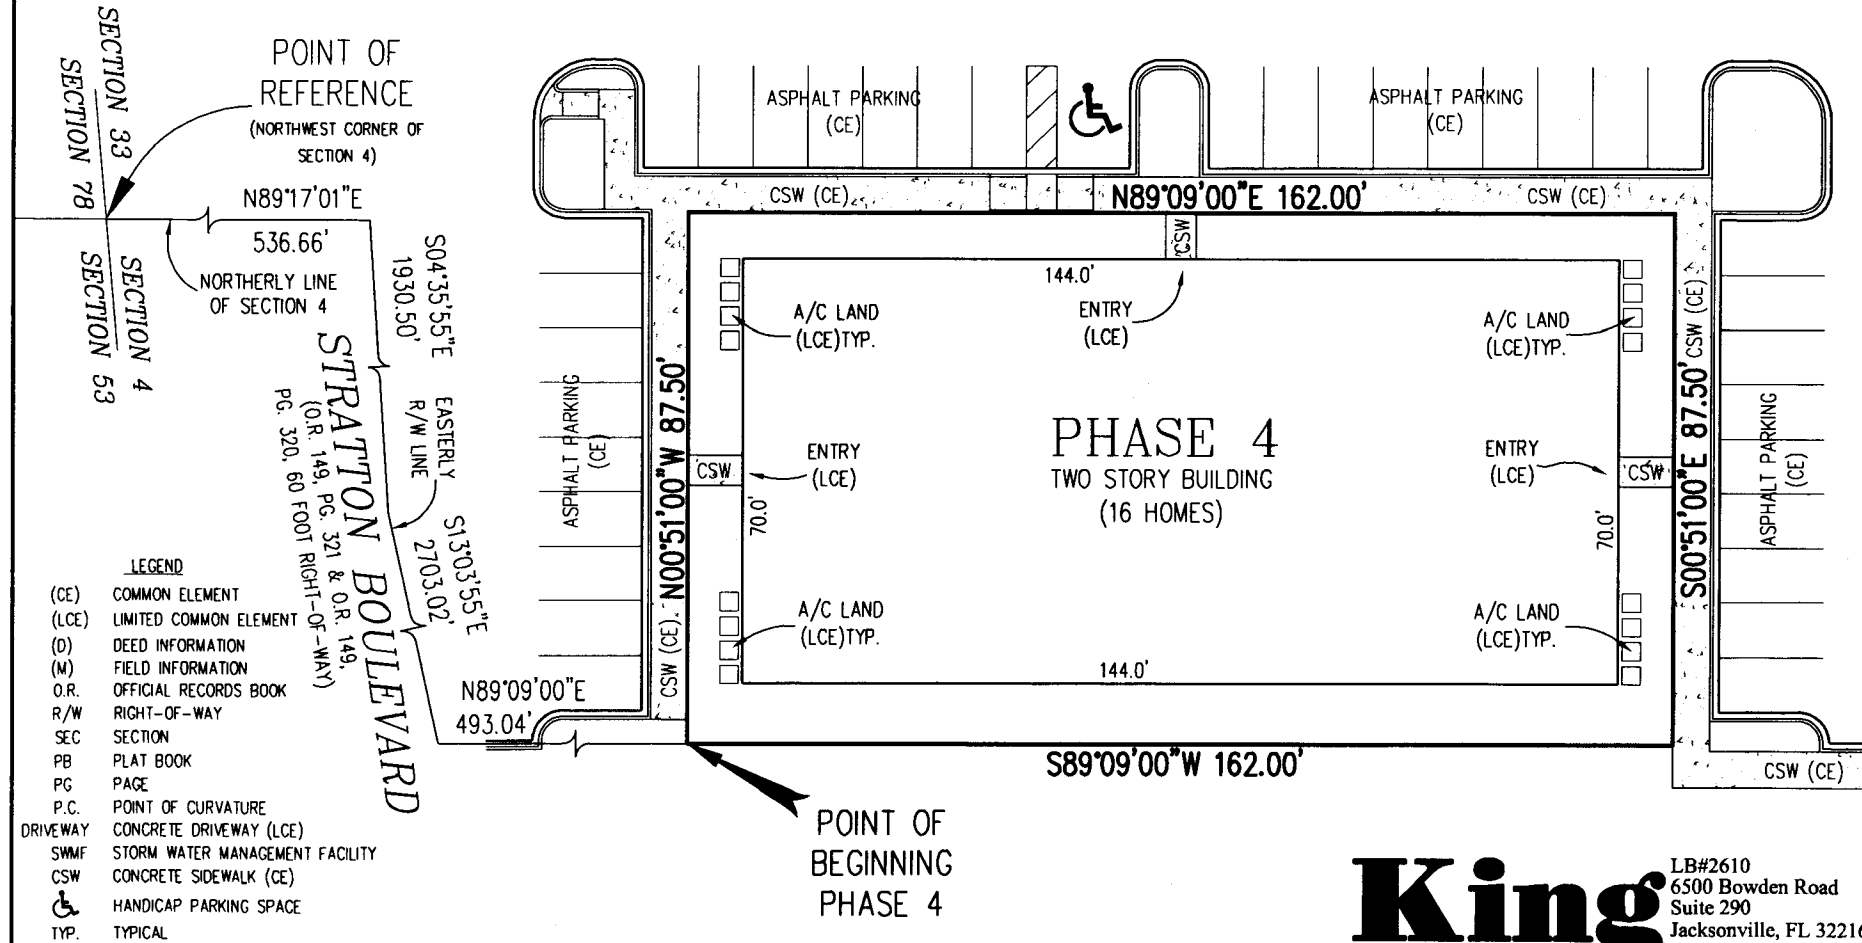 SECTION 33
SECTION 78
POINT OF
REFERENCE
(NORTHWEST CORNER OF
SECTION 4)
N89°17'01"E
536.66'
NORTHERLY LINE
OF SECTION 4
SECTION 4
SECTION 53
S04°35'55"E
1930.50'
EASTERLY
R/W LINE
STRATTON BOULEVARD
(O.R. 149, PG. 321 & O.R. 149,
PG. 320, 60 FOOT RIGHT-OF-WAY)
S13°03'55"E
2703.02'
N89°09'00"E
493.04'
ASPHALT PARKING
(CE)
ASPHALT PARKING
(CE)
CSW (CE)
N89°09'00"E 162.00'
CSW (CE)
CSW
144.0'
ENTRY
(LCE)
A/C LAND
(LCE)TYP.
A/C LAND
(LCE)TYP.
ASPHALT PARKING
(CE)
CSW (CE)
N00°51'00"W 87.50'
CSW
ENTRY
(LCE)
70.0'
PHASE 4
TWO STORY BUILDING
(16 HOMES)
ENTRY
(LCE)
CSW
70.0'
S00°51'00"E 87.50'
CSW (CE)
ASPHALT PARKING
(CE)
A/C LAND
(LCE)TYP.
A/C LAND
(LCE)TYP.
144.0'
S89°09'00"W 162.00'
CSW (CE)
POINT OF
BEGINNING
PHASE 4
LEGEND
(CE) COMMON ELEMENT
(LCE) LIMITED COMMON ELEMENT
(D) DEED INFORMATION
(M) FIELD INFORMATION
O.R. OFFICIAL RECORDS BOOK
R/W RIGHT-OF-WAY
SEC SECTION
PB PLAT BOOK
PG PAGE
P.C. POINT OF CURVATURE
DRIVEWAY CONCRETE DRIVEWAY (LCE)
SWMF STORM WATER MANAGEMENT FACILITY
CSW CONCRETE SIDEWALK (CE)
HANDICAP PARKING SPACE
TYP. TYPICAL
King
LB#2610
6500 Bowden Road
Suite 290
Jacksonville, FL 32216